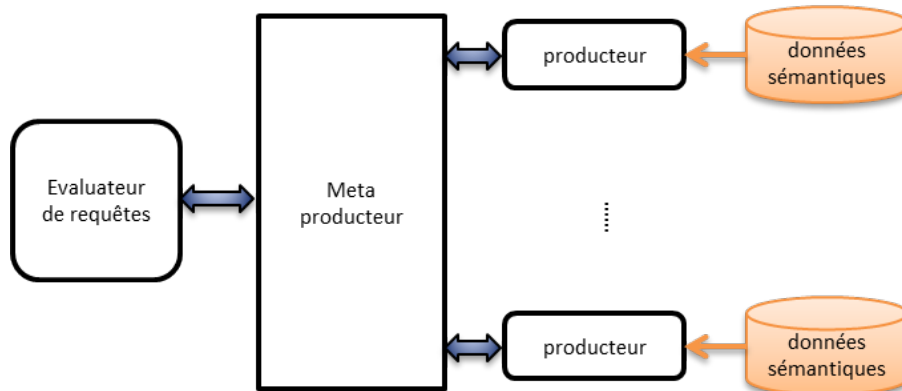 Evaluateur
de requêtes
Meta
producteur
producteur
données
sémantiques
producteur
données
sémantiques